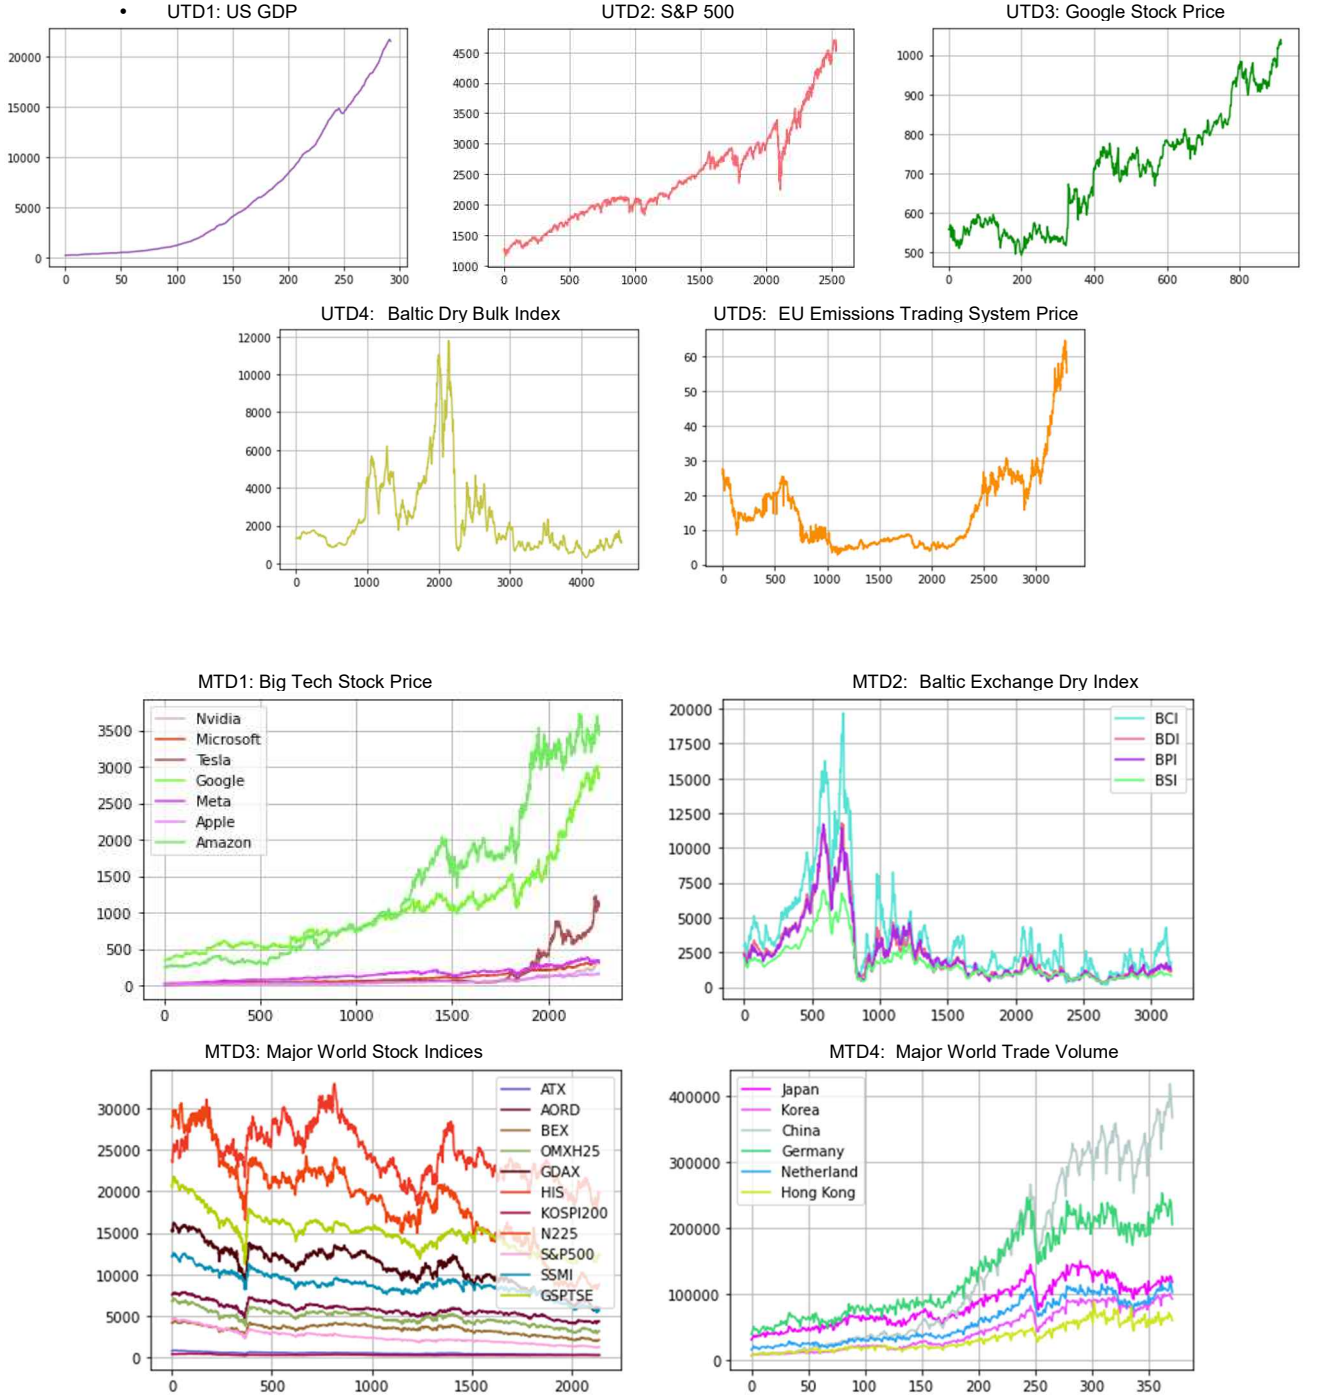 • UTD1: US GDP
UTD2: S&P 500
UTD3: Google Stock Price
20000
15000
10000
5000
0
0 50 100 150 200 250 300
4500
4000
3500
3000
2500
2000
1500
1000
0 500 1000 1500 2000 2500
1000
900
800
700
600
500
0 200 400 600 800
UTD4: Baltic Dry Bulk Index
UTD5: EU Emissions Trading System Price
12000
10000
8000
6000
4000
2000
0
0 1000 2000 3000 4000
60
50
40
30
20
10
0
0 500 1000 1500 2000 2500 3000
MTD1: Big Tech Stock Price
MTD2: Baltic Exchange Dry Index
3500
3000
2500
2000
1500
1000
500
0
Nvidia
Microsoft
Tesla
Google
Meta
Apple
Amazon
0 500 1000 1500 2000
20000
17500
15000
12500
10000
7500
5000
2500
0
BCI
BDI
BPI
BSI
0 500 1000 1500 2000 2500 3000
MTD3: Major World Stock Indices
MTD4: Major World Trade Volume
30000
25000
20000
15000
10000
5000
0
ATX
AORD
BEX
OMXH25
GDAX
HIS
KOSPI200
N225
S&P500
SSMI
GSPTSE
0 500 1000 1500 2000
400000
300000
200000
100000
0
Japan
Korea
China
Germany
Netherland
Hong Kong
0 50 100 150 200 250 300 350